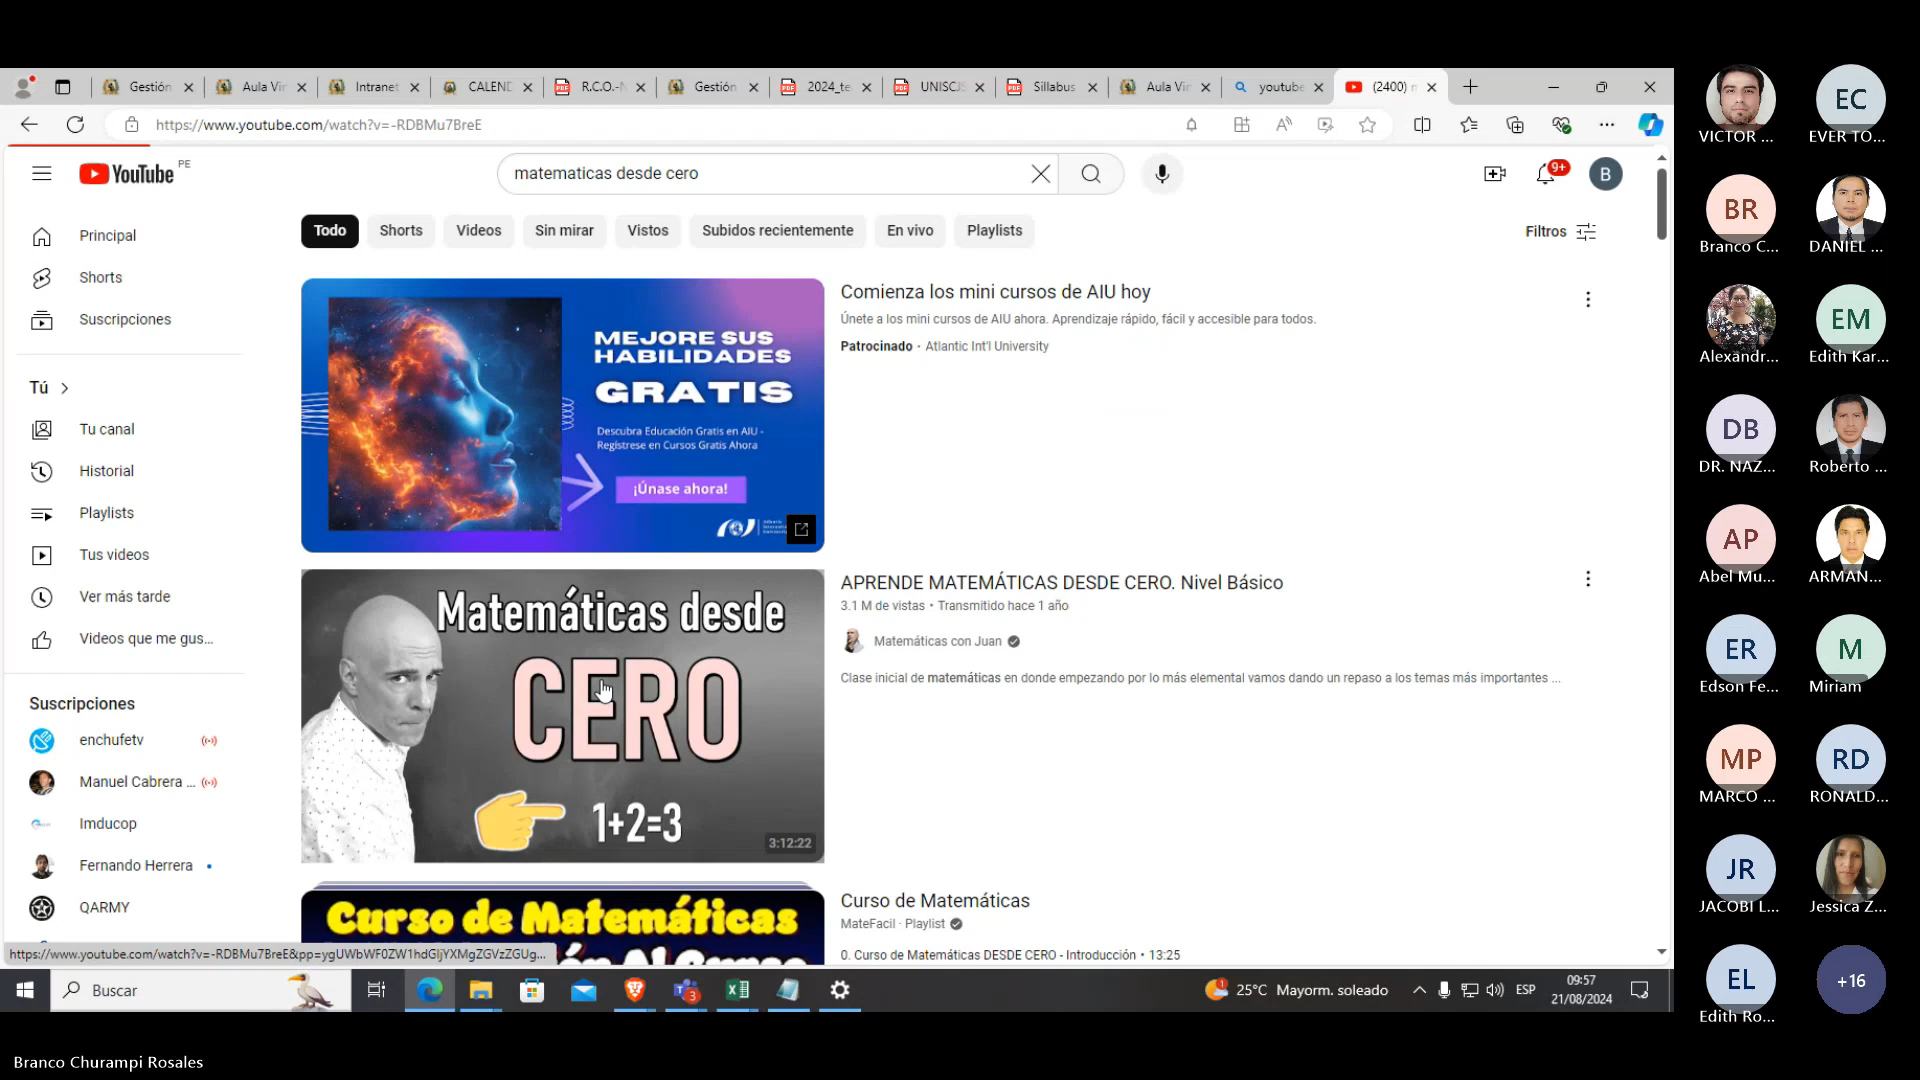 Gestión
Aula Vir
Intranet
CALEND
R.C.O.-N
Gestión
2024_te
UNISCJS
Sillabus
Aula Vir
youtube
(2400) m
https://www.youtube.com/watch?v=-RDBMu7BreE
YouTube PE
matematicas desde cero
9+
B
Todo
Shorts
Videos
Sin mirar
Vistos
Subidos recientemente
En vivo
Playlists
Filtros
Principal
Shorts
Suscripciones
Tú
Tu canal
Historial
Playlists
Tus videos
Ver más tarde
Videos que me gus...
Suscripciones
enchufetv
Manuel Cabrera ...
Imducop
Fernando Herrera
QARMY
MEJORE SUS
HABILIDADES
GRATIS
Descubra Educación Gratis en AIU -
Regístrese en Cursos Gratis Ahora
¡Únase ahora!
Comienza los mini cursos de AIU hoy
Únete a los mini cursos de AIU ahora. Aprendizaje rápido, fácil y accesible para todos.
Patrocinado · Atlantic Int'l University
Matemáticas desde
CERO
1+2=3
3:12:22
APRENDE MATEMÁTICAS DESDE CERO. Nivel Básico
3.1 M de vistas • Transmitido hace 1 año
Matemáticas con Juan
Clase inicial de matemáticas en donde empezando por lo más elemental vamos dando un repaso a los temas más importantes ...
Curso de Matemáticas
Curso de Matemáticas
MateFacil · Playlist
0. Curso de Matemáticas DESDE CERO - Introducción • 13:25
https://www.youtube.com/watch?v=-RDBMu7BreE&pp=ygUWbWF0ZW1hdGljYXMgZGVzZGUg...
Buscar
3
1
25°C Mayorm. soleado
ESP
09:57
21/08/2024
VICTOR ...
EC
EVER TO...
BR
Branco C...
DANIEL ...
Alexandr...
EM
Edith Kar...
DB
DR. NAZ...
Roberto ...
AP
Abel Mu...
ARMAN...
ER
Edson Fe...
M
Miriam
MP
MARCO ...
RD
RONALD...
JR
JACOBI L...
Jessica Z...
EL
Edith Ro...
+16
Branco Churampi Rosales